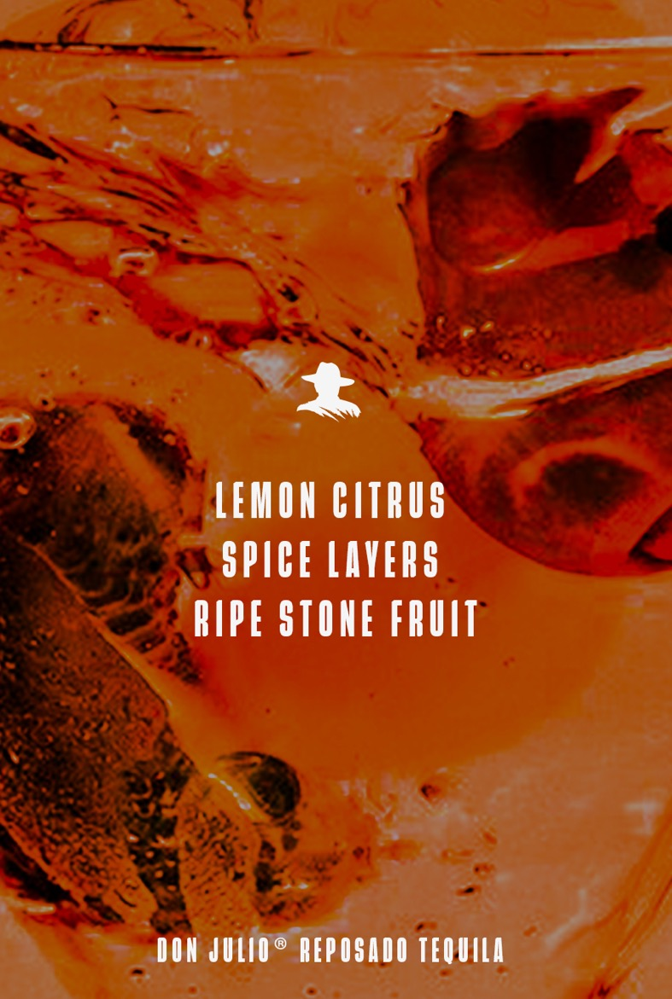 LEMON CITRUS
SPICE LAYERS
RIPE STONE FRUIT
DON JULIO® REPOSADO TEQUILA